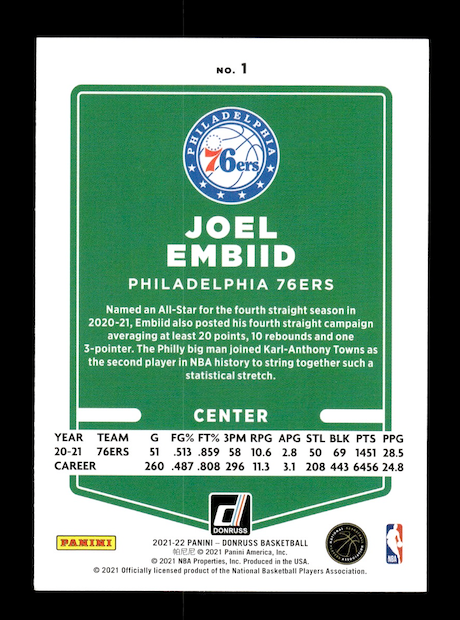 NO. 1
PHILADELPHIA
76ers
JOEL
EMBIID
PHILADELPHIA 76ERS
Named an All-Star for the fourth straight season in
2020-21, Embiid also posted his fourth straight campaign
averaging at least 20 points, 10 rebounds and one
3-pointer. The Philly big man joined Karl-Anthony Towns as
the second player in NBA history to string together such a
statistical stretch.
CENTER
YEAR TEAM G FG% FT% 3PM RPG APG STL BLK PTS PPG
20-21 76ERS 51 .513 .859 58 10.6 2.8 50 69 1451 28.5
CAREER 260 .487 .808 296 11.3 3.1 208 443 6456 24.8
DONRUSS
PANINI
2021-22 PANINI – DONRUSS BASKETBALL
帕尼尼 © 2021 Panini America, Inc.
© 2021 NBA Properties, Inc. Produced in the USA.
© 2021 Officially licensed product of the National Basketball Players Association.
NBA